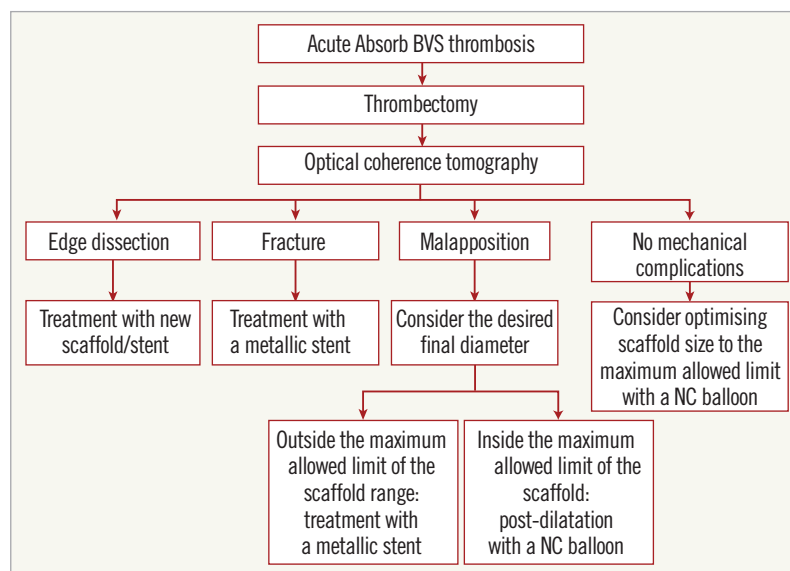 Acute Absorb BVS thrombosis
Thrombectomy
Optical coherence tomography
Edge dissection
Fracture
Malapposition
No mechanical
complications
Treatment with new
scaffold/stent
Treatment with
a metallic stent
Consider the desired
final diameter
Consider optimising
scaffold size to the
maximum allowed limit
with a NC balloon
Outside the maximum
allowed limit of the
scaffold range:
treatment with
a metallic stent
Inside the maximum
allowed limit of the
scaffold:
post-dilatation
with a NC balloon